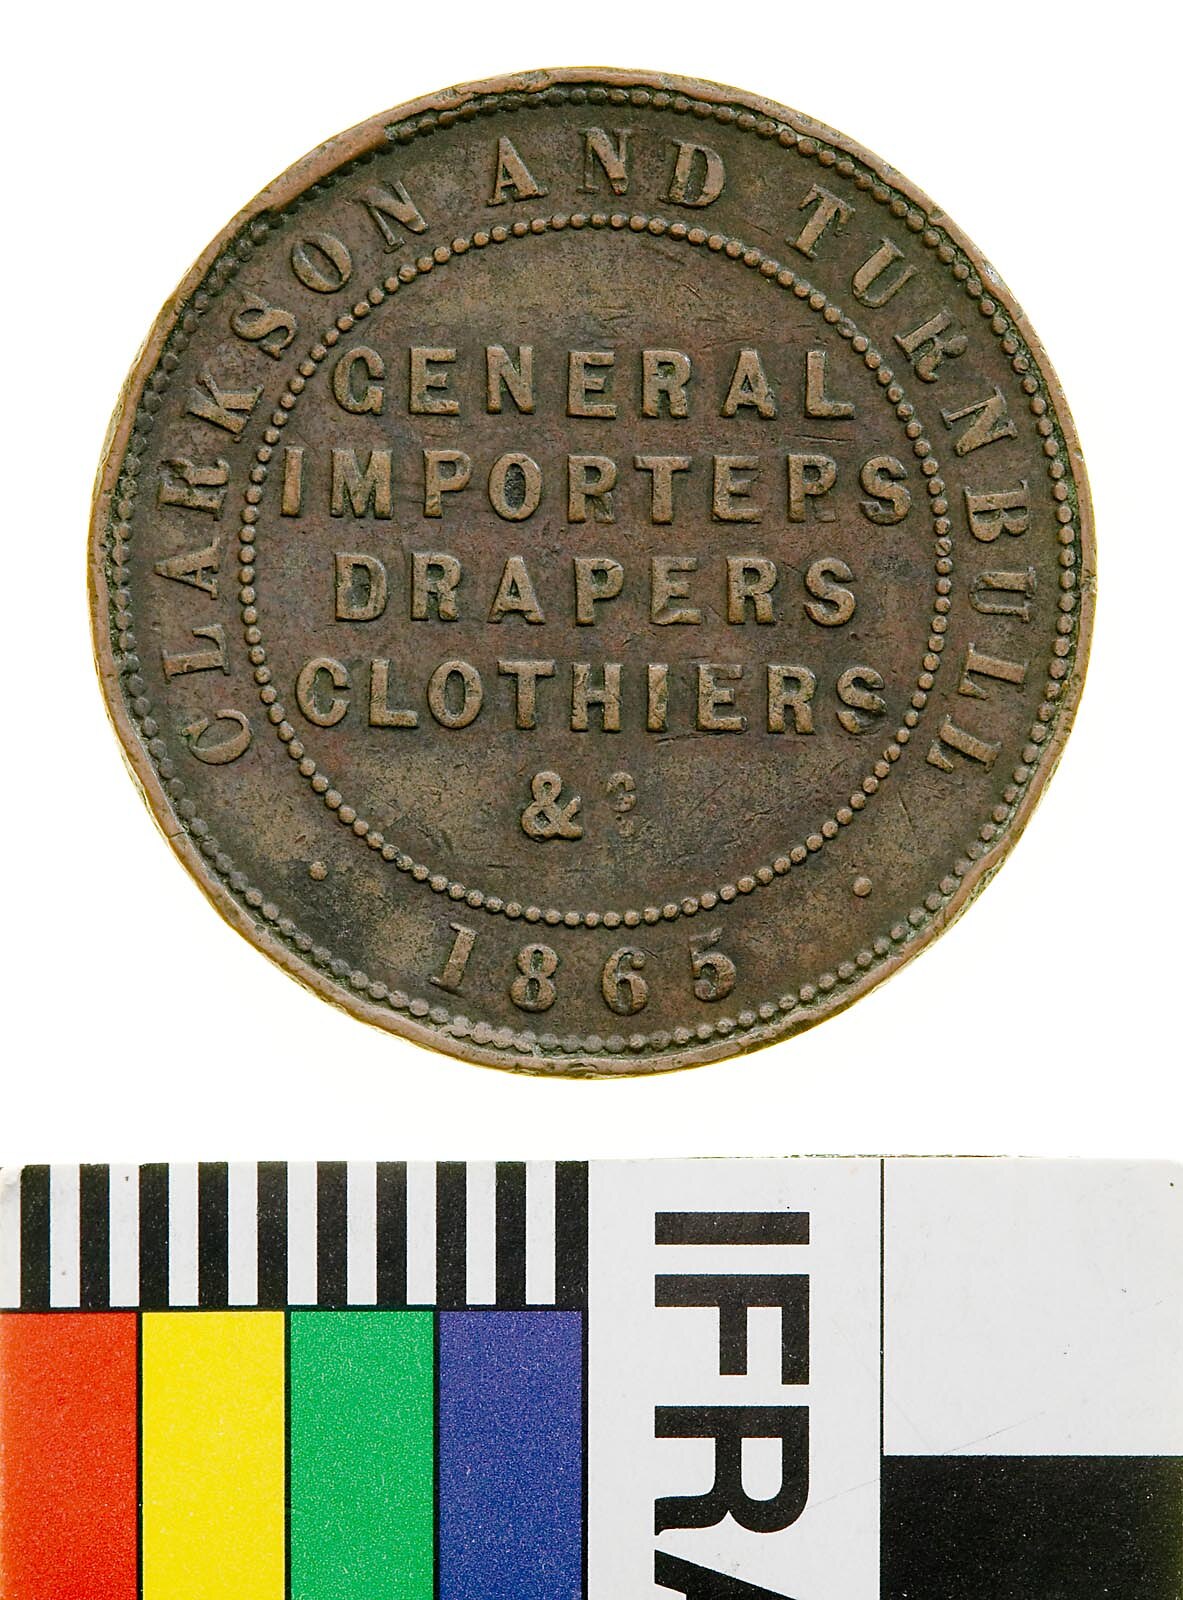 CLARKSON AND TURNBULL
GENERAL
IMPORTERS
DRAPERS
CLOTHIERS
&c
1865
IFRA